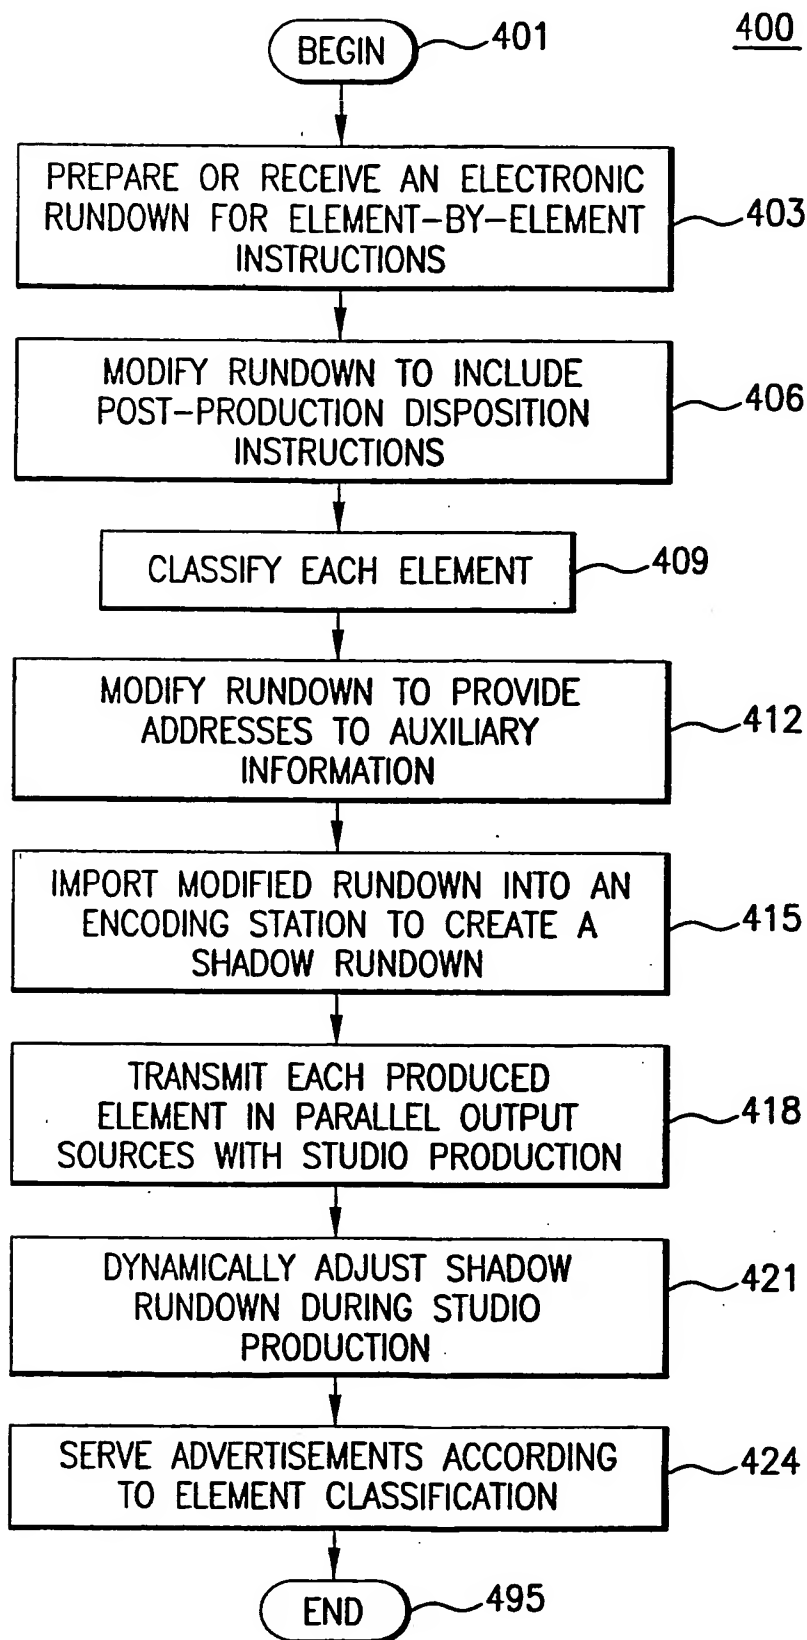 400
BEGIN
401
PREPARE OR RECEIVE AN ELECTRONIC
RUNDOWN FOR ELEMENT-BY-ELEMENT
INSTRUCTIONS
403
MODIFY RUNDOWN TO INCLUDE
POST-PRODUCTION DISPOSITION
INSTRUCTIONS
406
CLASSIFY EACH ELEMENT
409
MODIFY RUNDOWN TO PROVIDE
ADDRESSES TO AUXILIARY
INFORMATION
412
IMPORT MODIFIED RUNDOWN INTO AN
ENCODING STATION TO CREATE A
SHADOW RUNDOWN
415
TRANSMIT EACH PRODUCED
ELEMENT IN PARALLEL OUTPUT
SOURCES WITH STUDIO PRODUCTION
418
DYNAMICALLY ADJUST SHADOW
RUNDOWN DURING STUDIO
PRODUCTION
421
SERVE ADVERTISEMENTS ACCORDING
TO ELEMENT CLASSIFICATION
424
END
495